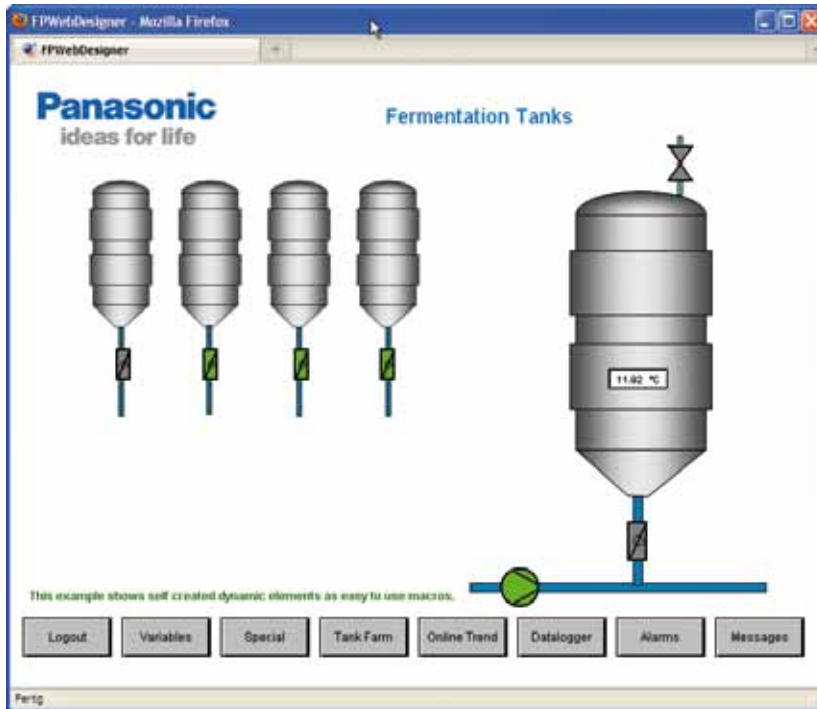 FPWebDesigner - Mozilla Firefox
FPWebDesigner
Panasonic
ideas for life
Fermentation Tanks
11.92 °C
This example shows self created dynamic elements as easy to use macros.
Logout
Variables
Special
Tank Farm
Online Trend
Datalogger
Alarms
Messages
Fertig